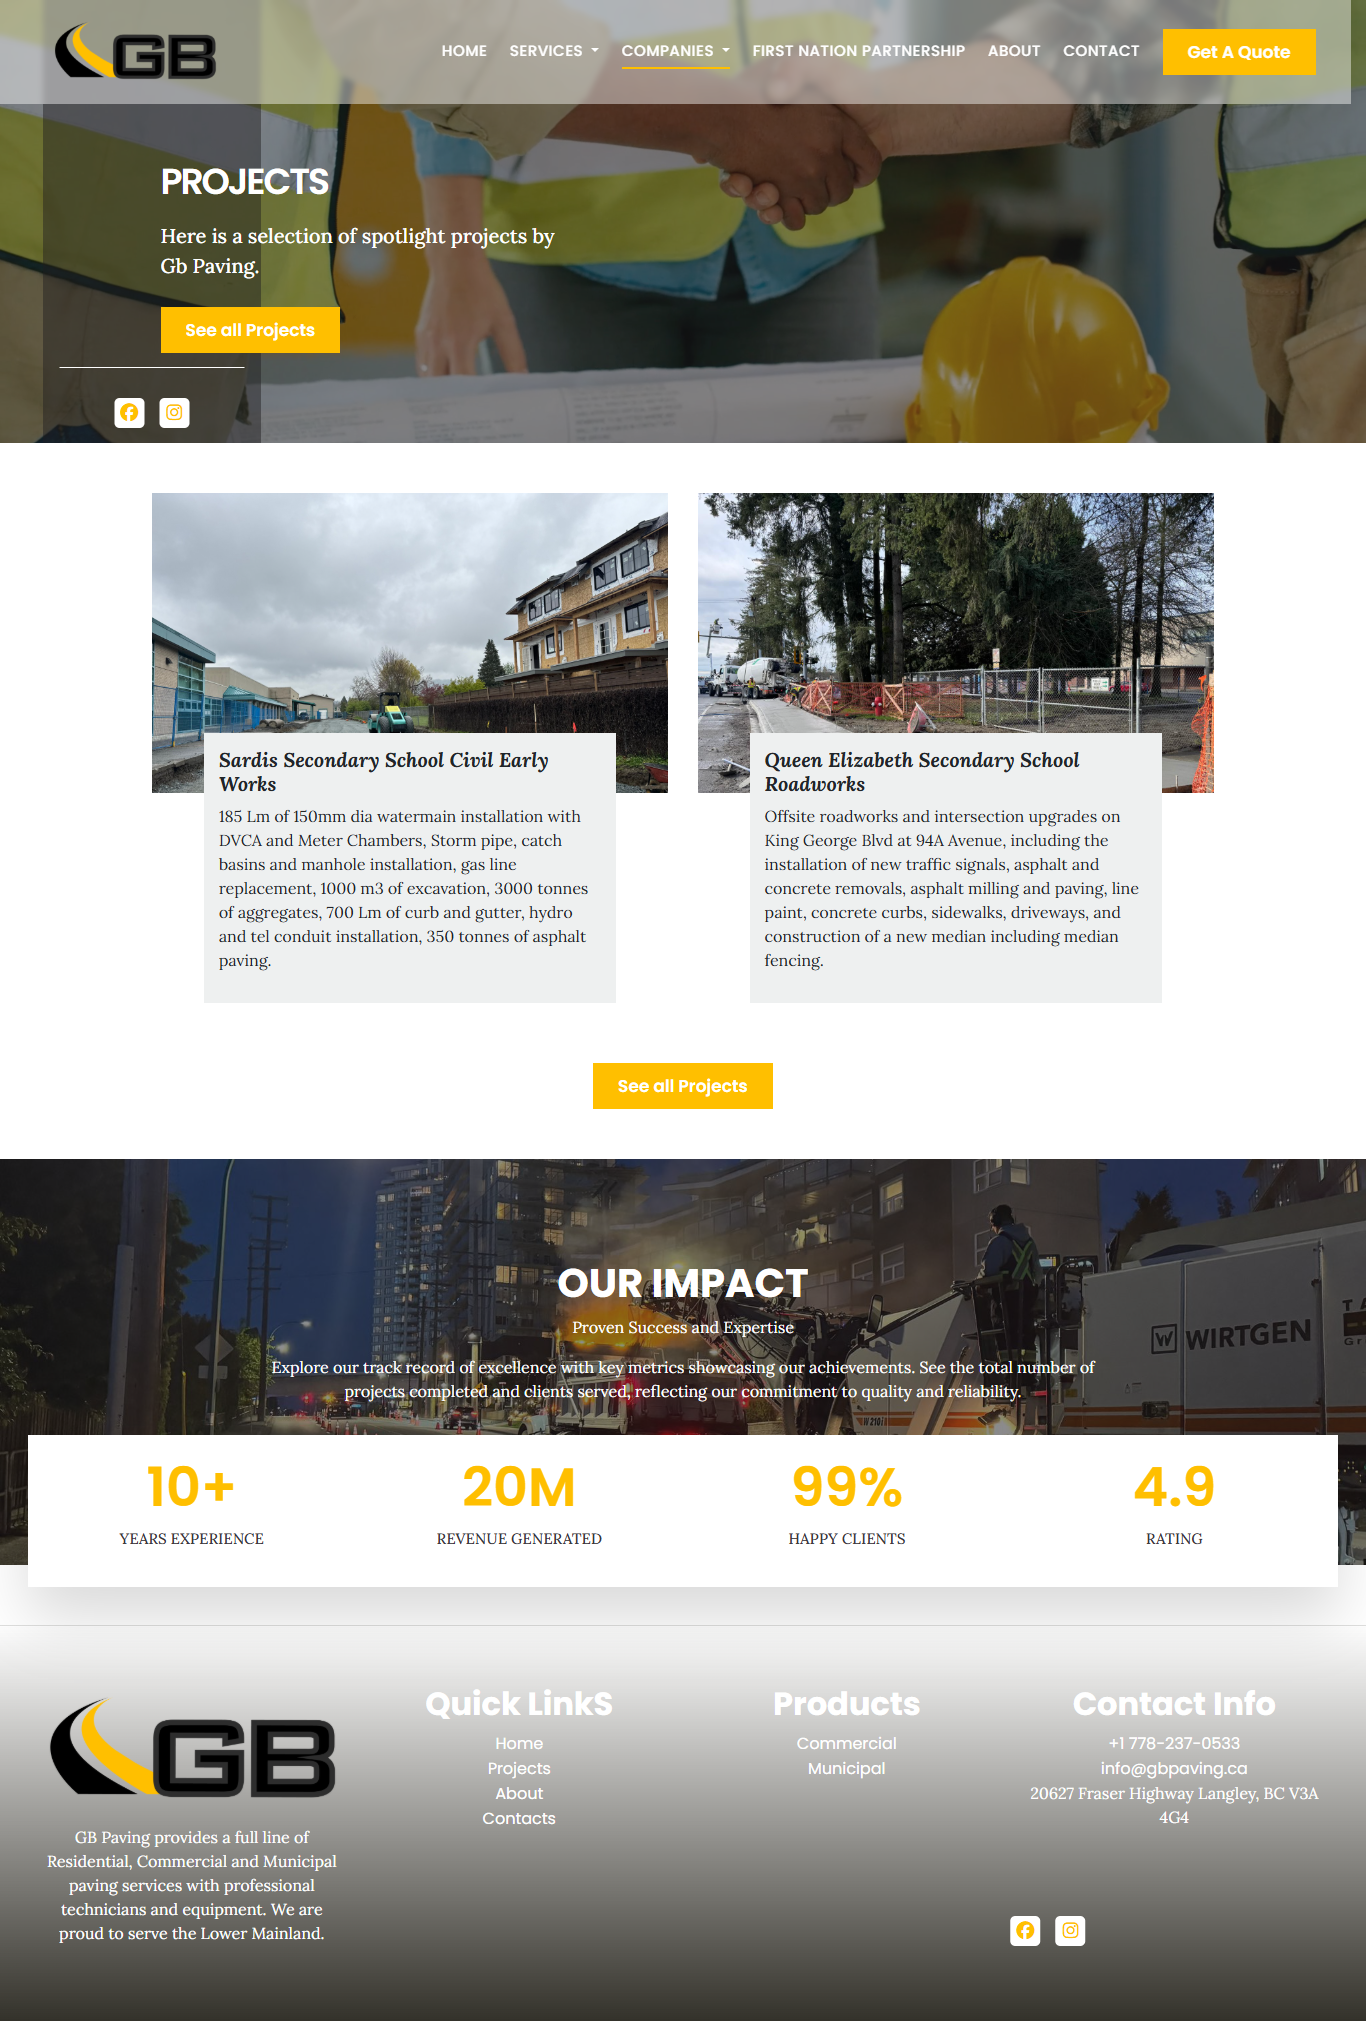 GB
HOME SERVICES COMPANIES FIRST NATION PARTNERSHIP ABOUT CONTACT Get A Quote
PROJECTS
Here is a selection of spotlight projects by
Gb Paving.
See all Projects
Sardis Secondary School Civil Early
Works
185 Lm of 150mm dia watermain installation with
DVCA and Meter Chambers, Storm pipe, catch
basins and manhole installation, gas line
replacement, 1000 m3 of excavation, 3000 tonnes
of aggregates, 700 Lm of curb and gutter, hydro
and tel conduit installation, 350 tonnes of asphalt
paving.
Queen Elizabeth Secondary School
Roadworks
Offsite roadworks and intersection upgrades on
King George Blvd at 94A Avenue, including the
installation of new traffic signals, asphalt and
concrete removals, asphalt milling and paving, line
paint, concrete curbs, sidewalks, driveways, and
construction of a new median including median
fencing.
See all Projects
OUR IMPACT
Proven Success and Expertise
Explore our track record of excellence with key metrics showcasing our achievements. See the total number of
projects completed and clients served, reflecting our commitment to quality and reliability.
WIRTGEN
W 210i
10+
YEARS EXPERIENCE
20M
REVENUE GENERATED
99%
HAPPY CLIENTS
4.9
RATING
GB
GB Paving provides a full line of
Residential, Commercial and Municipal
paving services with professional
technicians and equipment. We are
proud to serve the Lower Mainland.
Quick LinkS
Home
Projects
About
Contacts
Products
Commercial
Municipal
Contact Info
+1 778-237-0533
info@gbpaving.ca
20627 Fraser Highway Langley, BC V3A
4G4